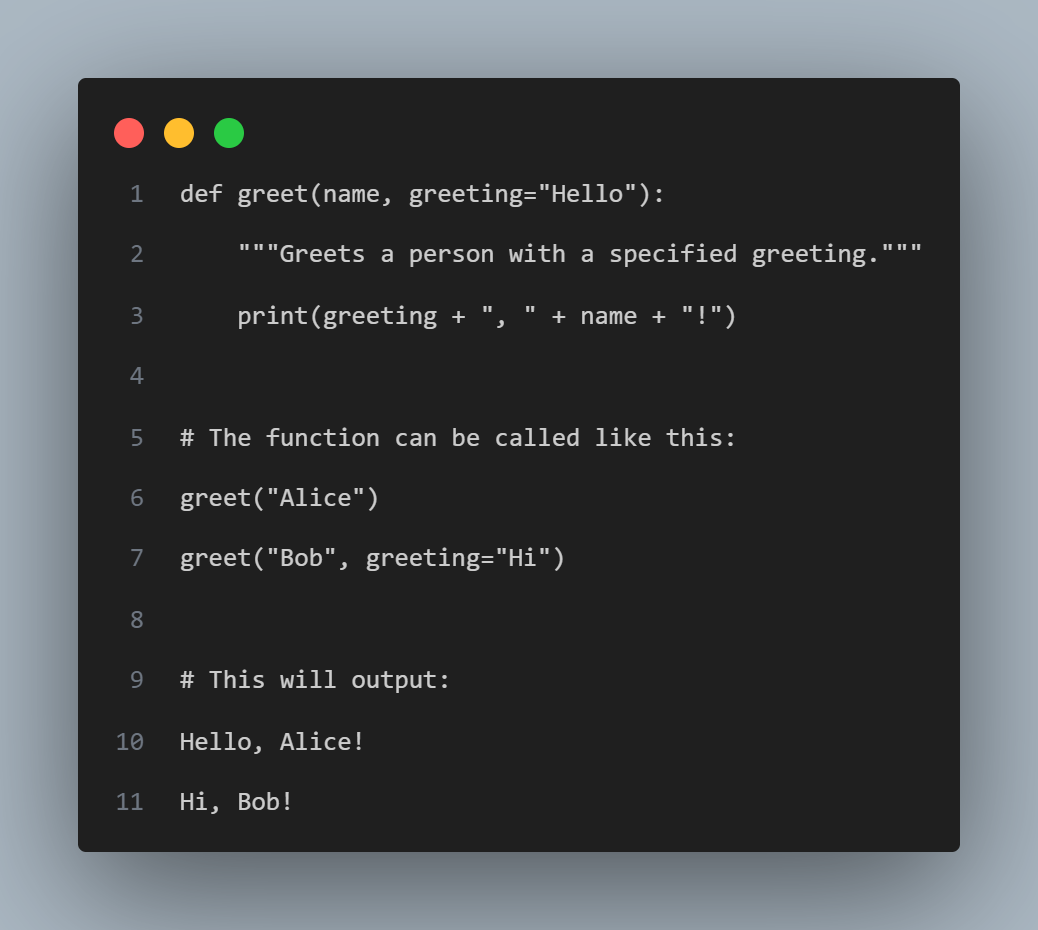 1 def greet(name, greeting="Hello"):
2     """Greets a person with a specified greeting."""
3     print(greeting + ", " + name + "!")
4
5 # The function can be called like this:
6 greet("Alice")
7 greet("Bob", greeting="Hi")
8
9 # This will output:
10 Hello, Alice!
11 Hi, Bob!